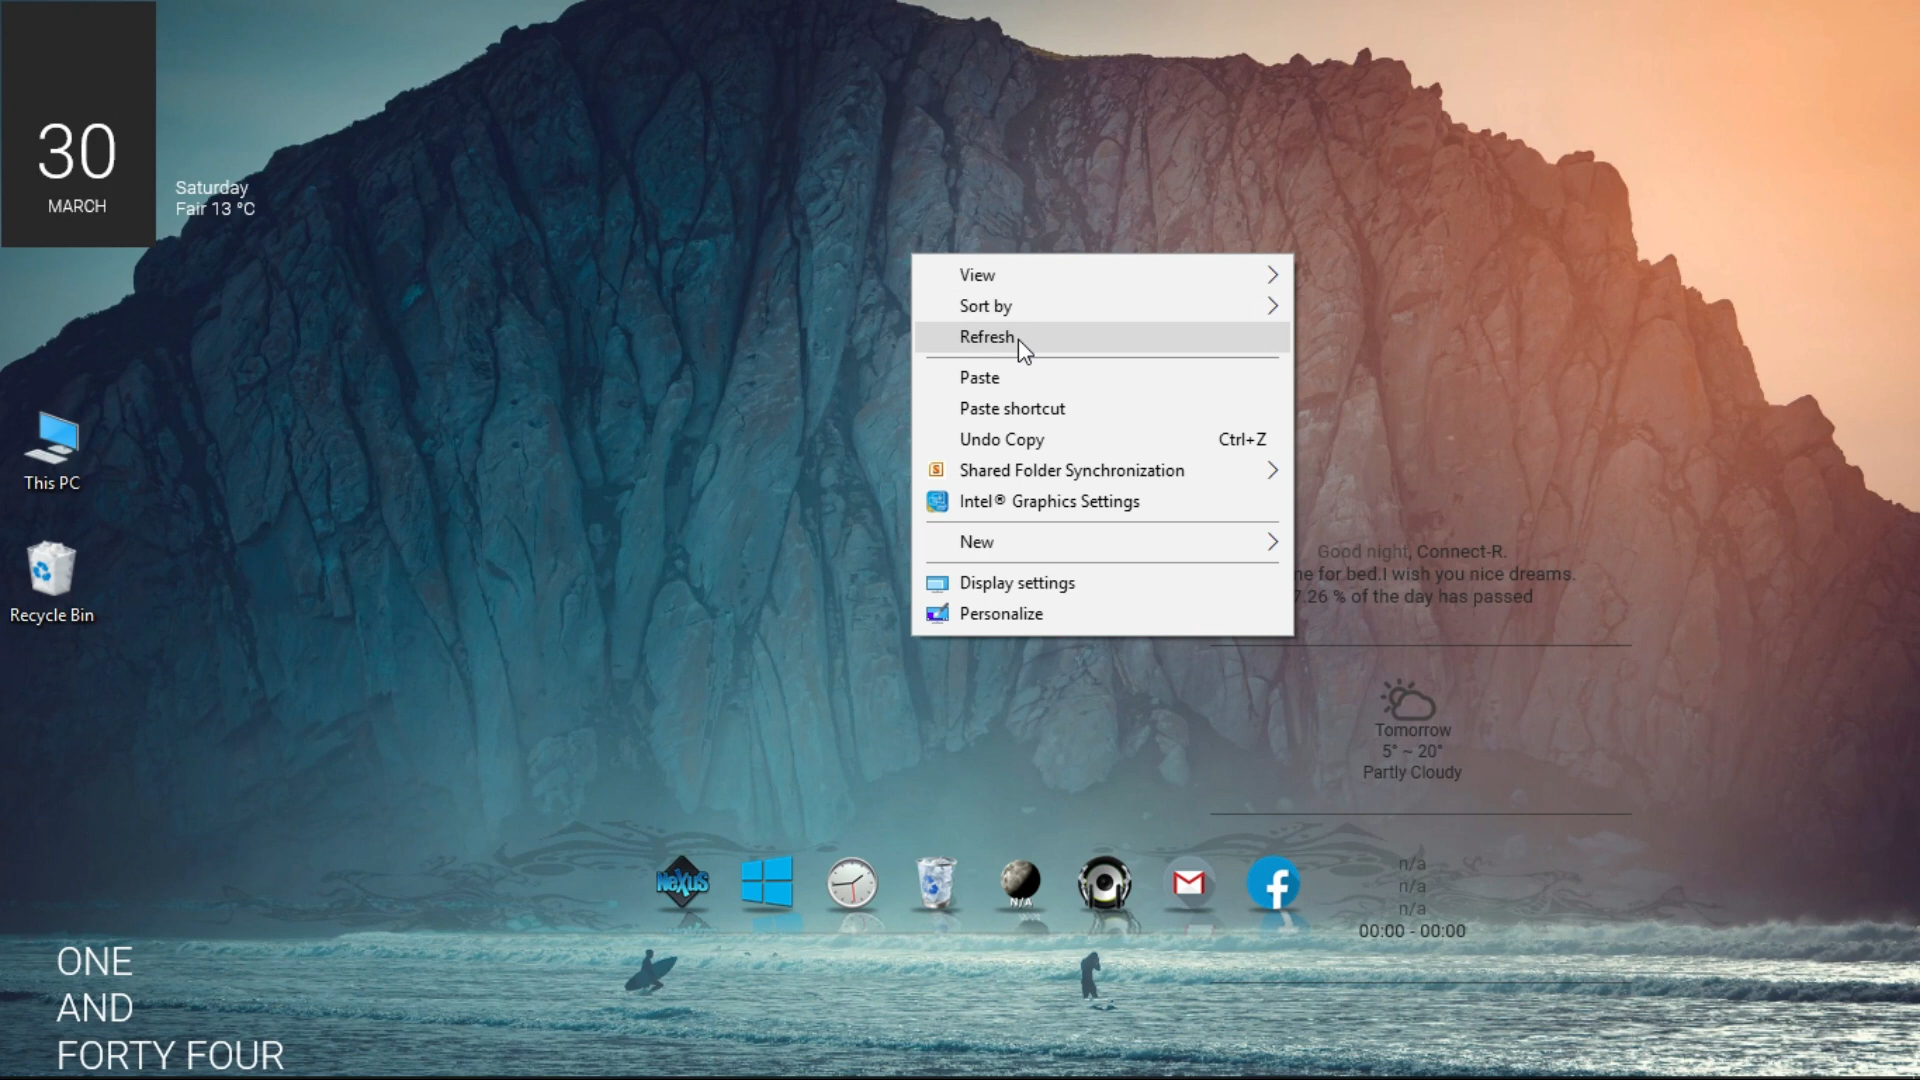 30
MARCH
Saturday
Fair 13 °C
This PC
Recycle Bin
View
Sort by
Refresh
Paste
Paste shortcut
Undo Copy Ctrl+Z
Shared Folder Synchronization
Intel® Graphics Settings
New
Display settings
Personalize
Good night, Connect-R.
for bed.I wish you nice dreams.
.26 % of the day has passed
Tomorrow
5° ~ 20°
Partly Cloudy
NeXuS
N/A
n/a
n/a
n/a
00:00 - 00:00
ONE
AND
FORTY FOUR